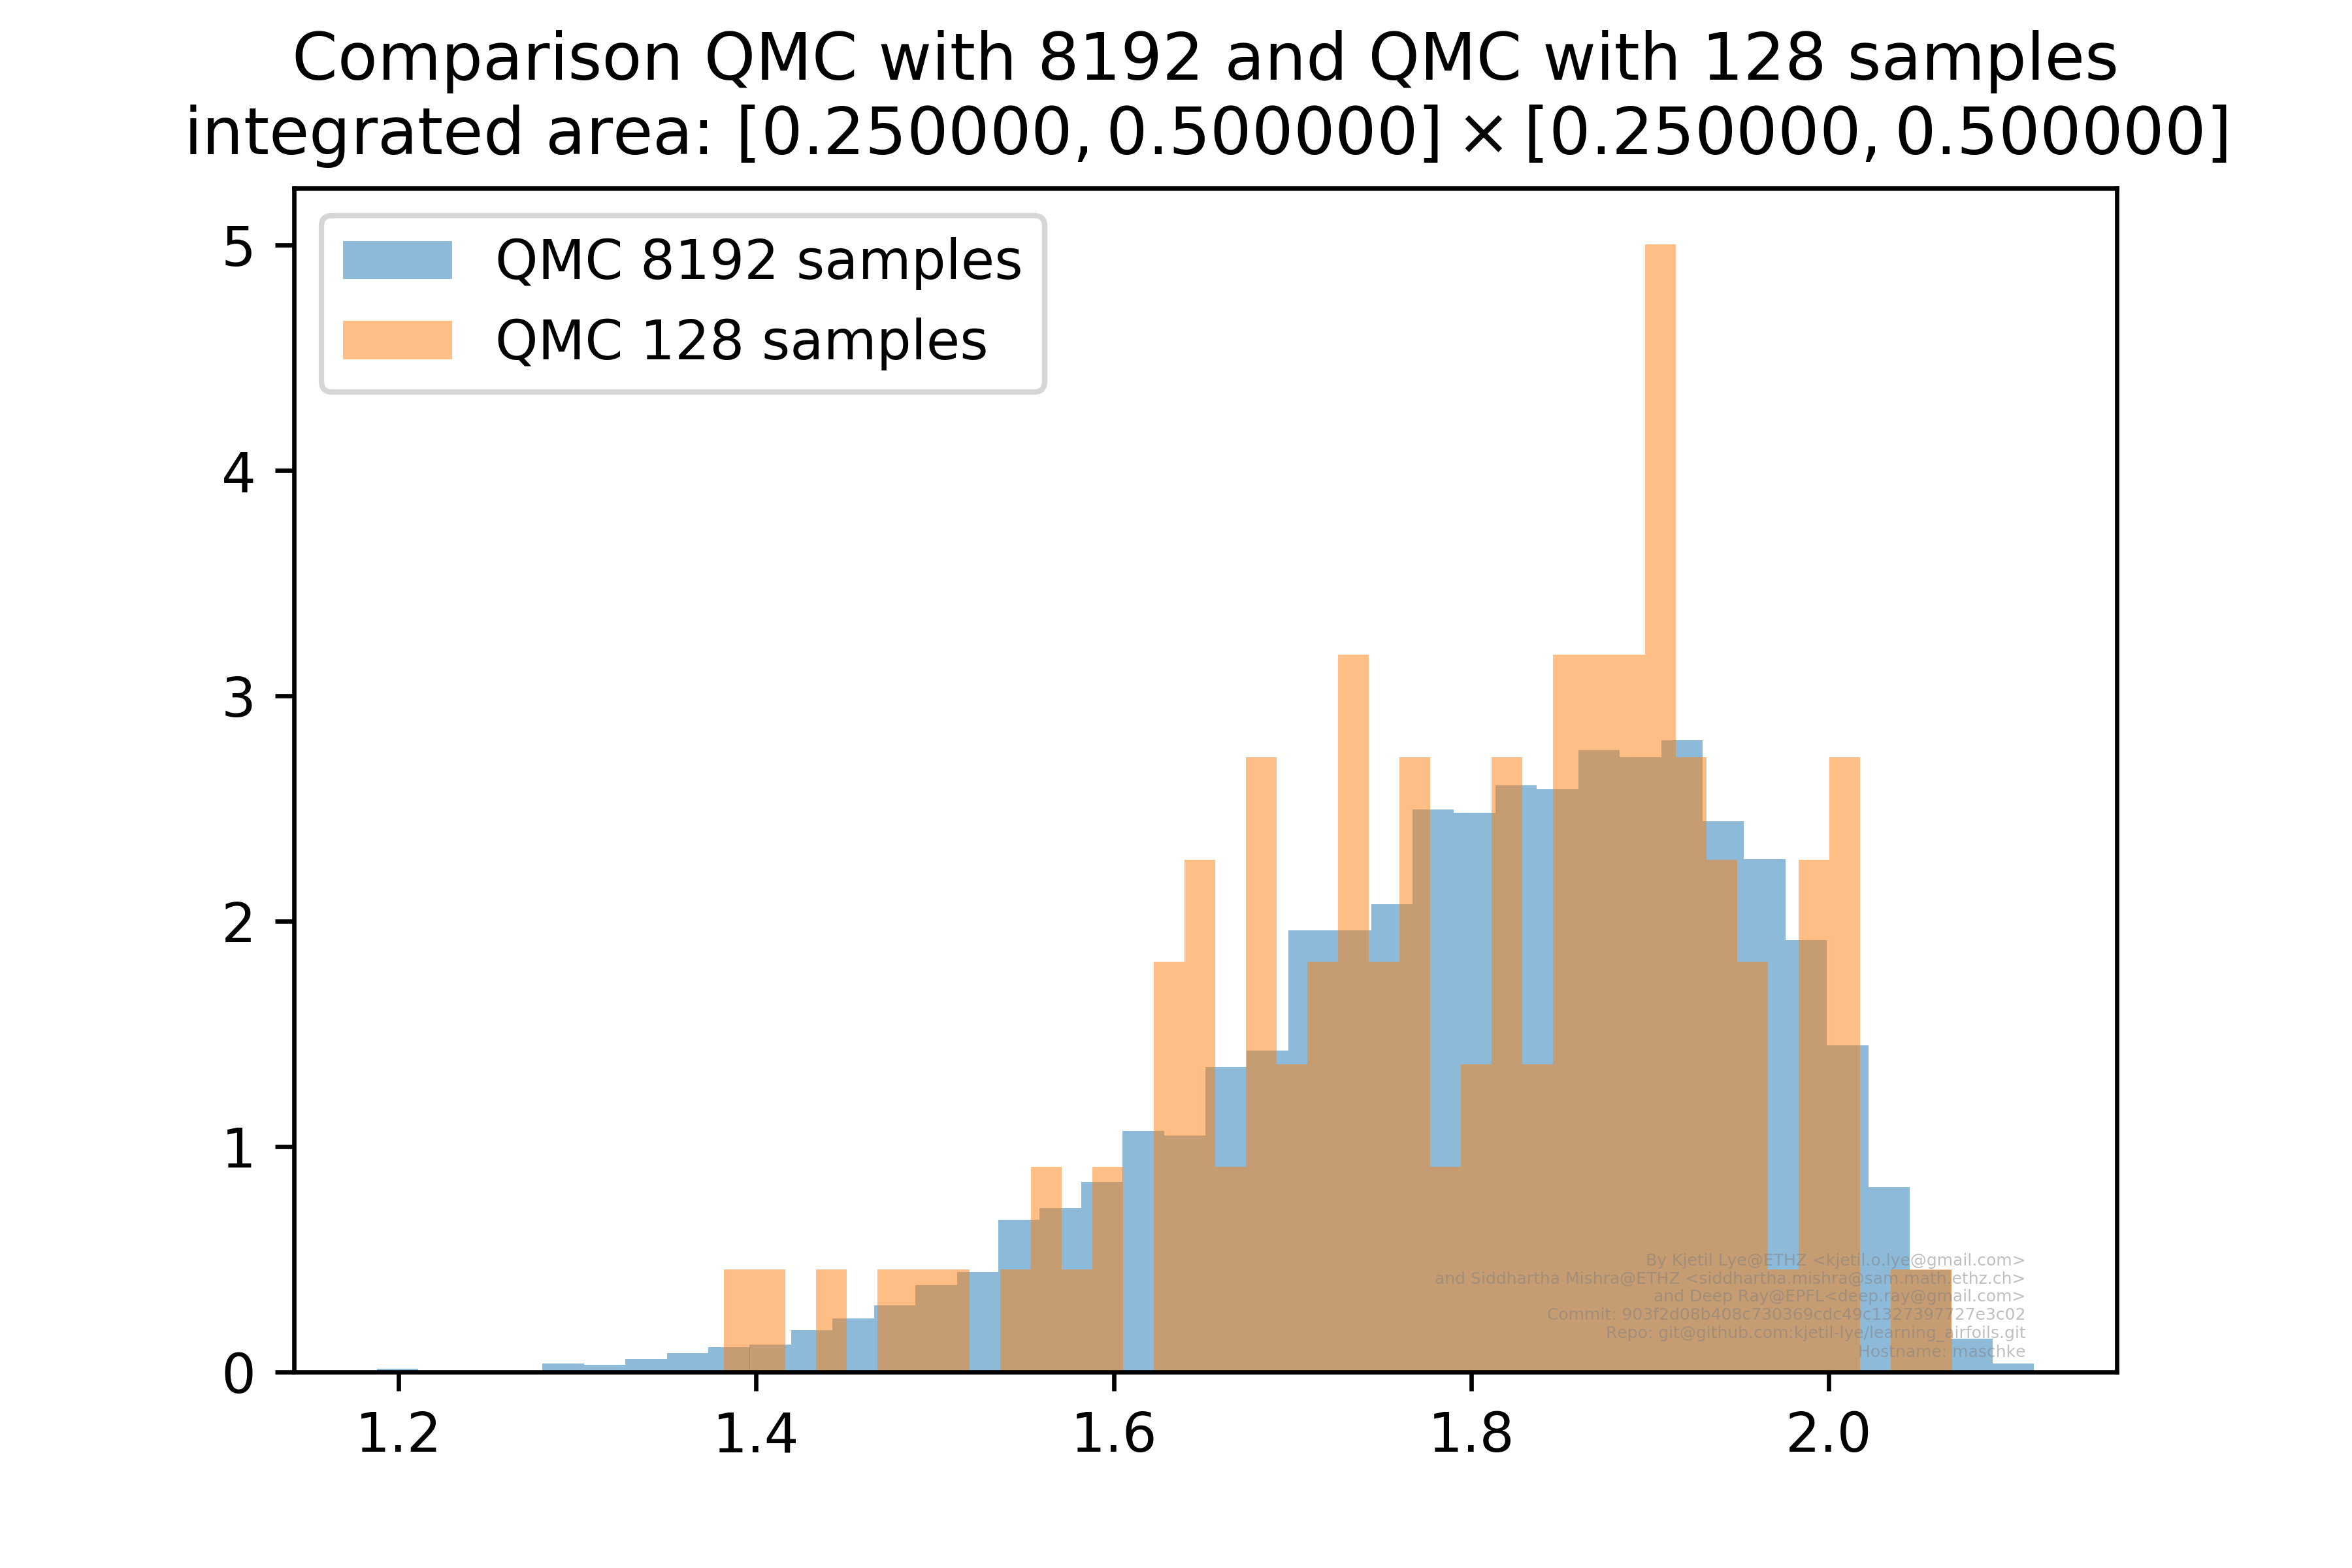 Comparison QMC with 8192 and QMC with 128 samples
integrated area: [0.250000, 0.500000] × [0.250000, 0.500000]
QMC 8192 samples
QMC 128 samples
5
4
3
2
1
0
By Kjetil Lye@ETHZ <kjetil.o.lye@gmail.com>
and Siddhartha Mishra@ETHZ <siddhartha.mishra@sam.math.ethz.ch>
and Deep Ray@EPFL<deep.ray@gmail.com>
Commit: 903f2d08b408c730369cdc49c1327397727e3c02
Repo: git@github.com:kjetil-lye/learning_airfoils.git
Hostname: maschke
1.2 1.4 1.6 1.8 2.0